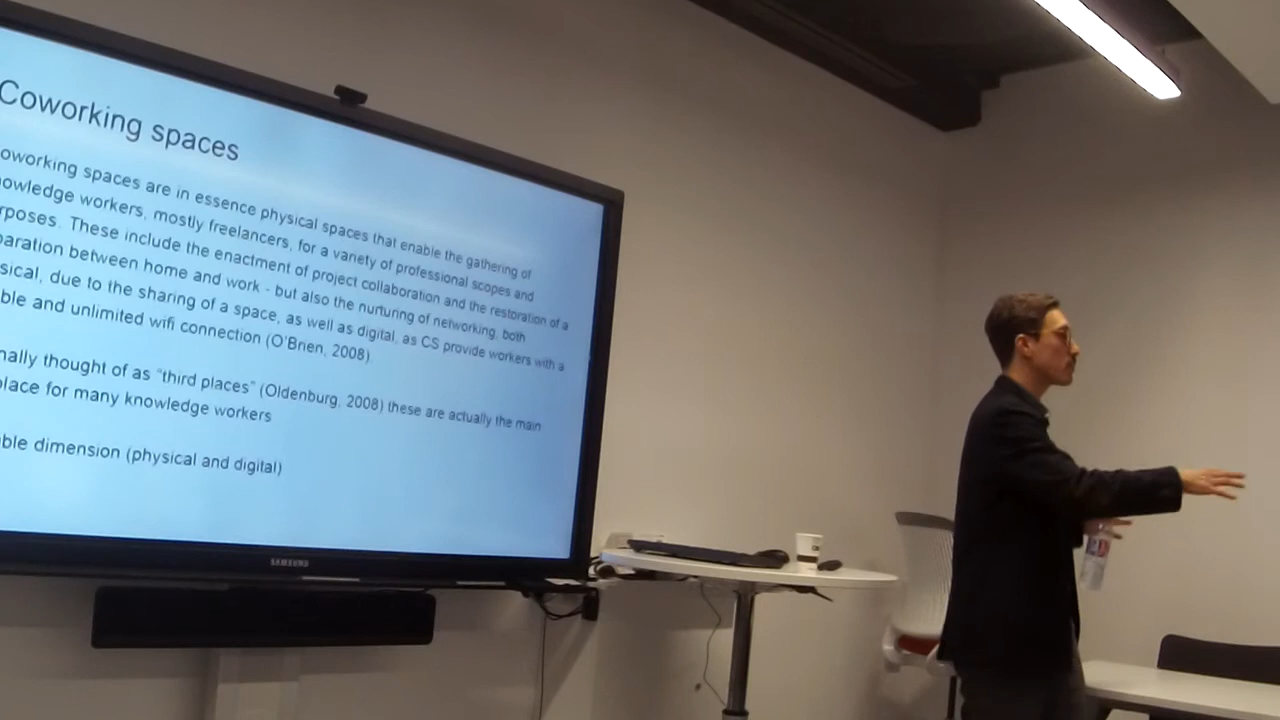 Coworking spaces
oworking spaces are in essence physical spaces that enable the gathering of
owledge workers, mostly freelancers, for a variety of professional scopes and
rposes. These include the enactment of project collaboration and the restoration of a
paration between home and work - but also the nurturing of networking, both
sical, due to the sharing of a space, as well as digital, as CS provide workers with a
ble and unlimited wifi connection (O'Brien, 2008).
nally thought of as "third places" (Oldenburg, 2008) these are actually the main
place for many knowledge workers
ble dimension (physical and digital)
SAMSUNG